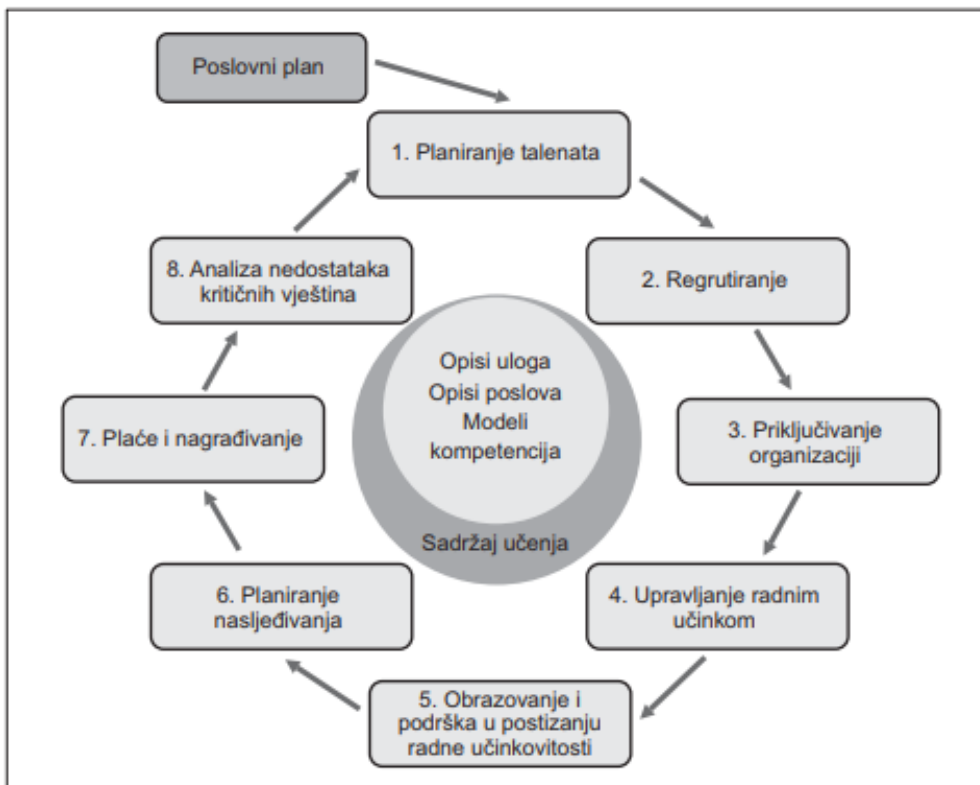 Poslovni plan
1. Planiranje talenata
2. Regrutiranje
3. Priključivanje
organizaciji
4. Upravljanje radnim
učinkom
5. Obrazovanje i
podrška u postizanju
radne učinkovitosti
6. Planiranje
nasljeđivanja
7. Plaće i nagrađivanje
8. Analiza nedostataka
kritičnih vještina
Opisi uloga
Opisi poslova
Modeli
kompetencija
Sadržaj učenja